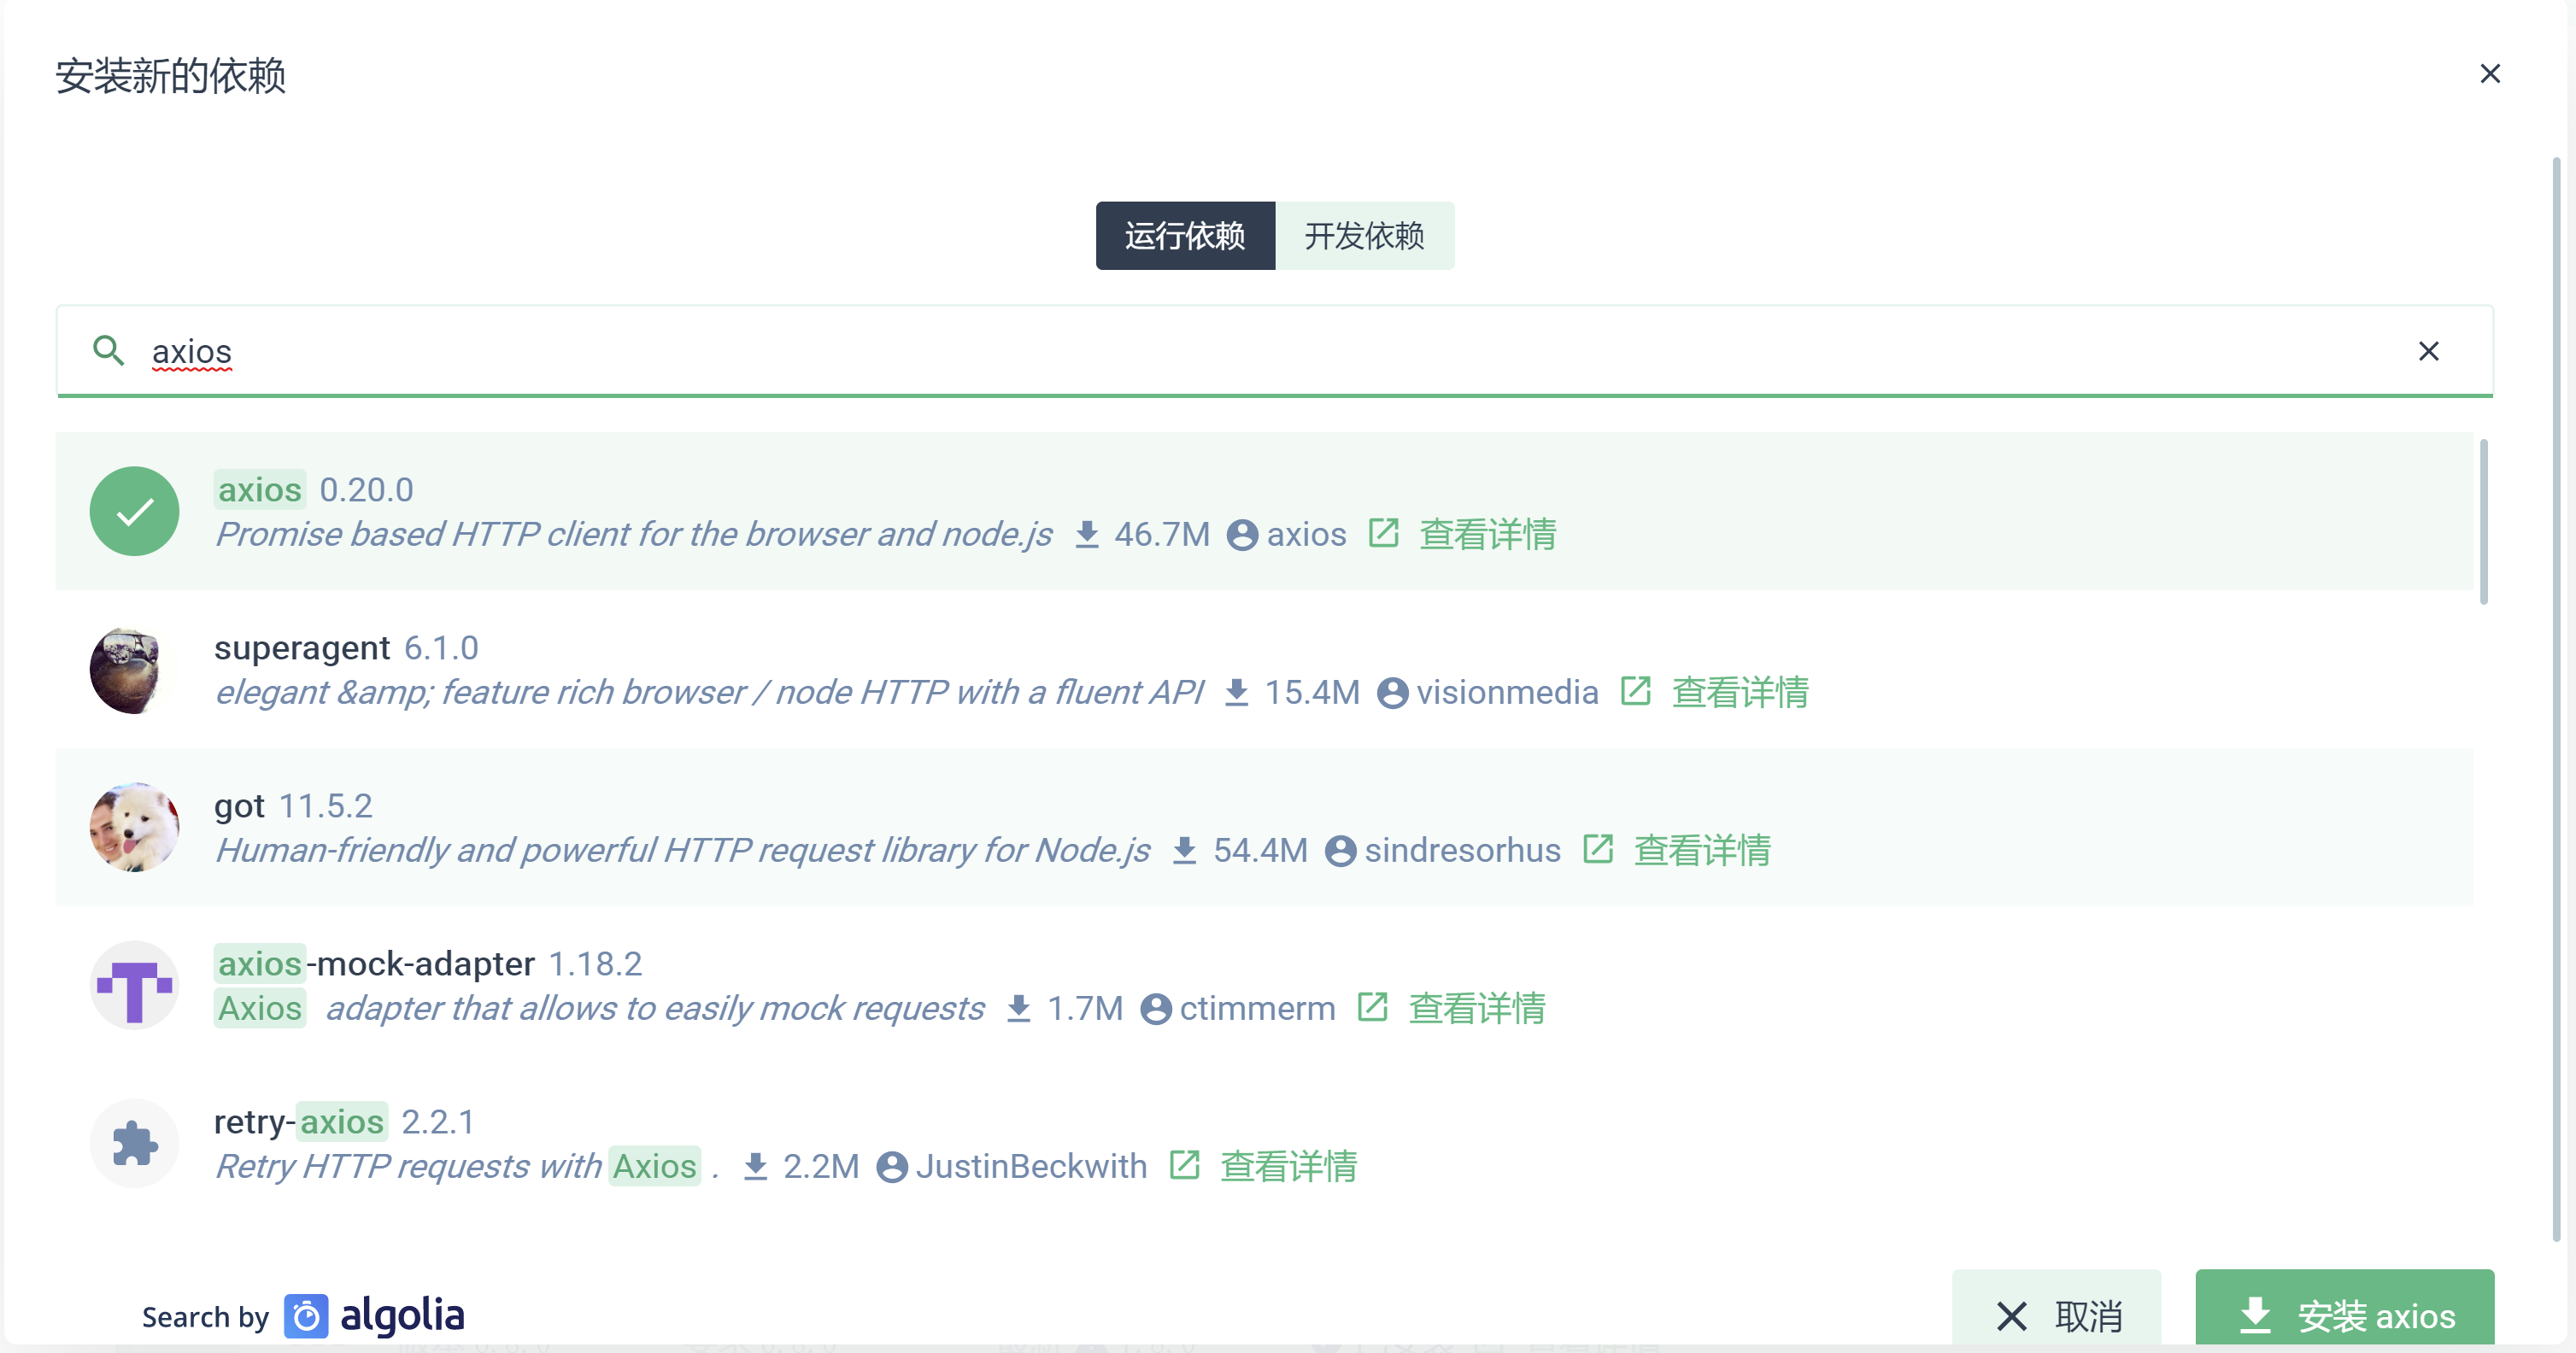 安装新的依赖
运行依赖 开发依赖
axios
axios 0.20.0
Promise based HTTP client for the browser and node.js 46.7M axios 查看详情
superagent 6.1.0
elegant &amp; feature rich browser / node HTTP with a fluent API 15.4M visionmedia 查看详情
got 11.5.2
Human-friendly and powerful HTTP request library for Node.js 54.4M sindresorhus 查看详情
axios-mock-adapter 1.18.2
Axios adapter that allows to easily mock requests 1.7M ctimmerm 查看详情
retry-axios 2.2.1
Retry HTTP requests with Axios . 2.2M JustinBeckwith 查看详情
Search by algolia 取消 安装 axios